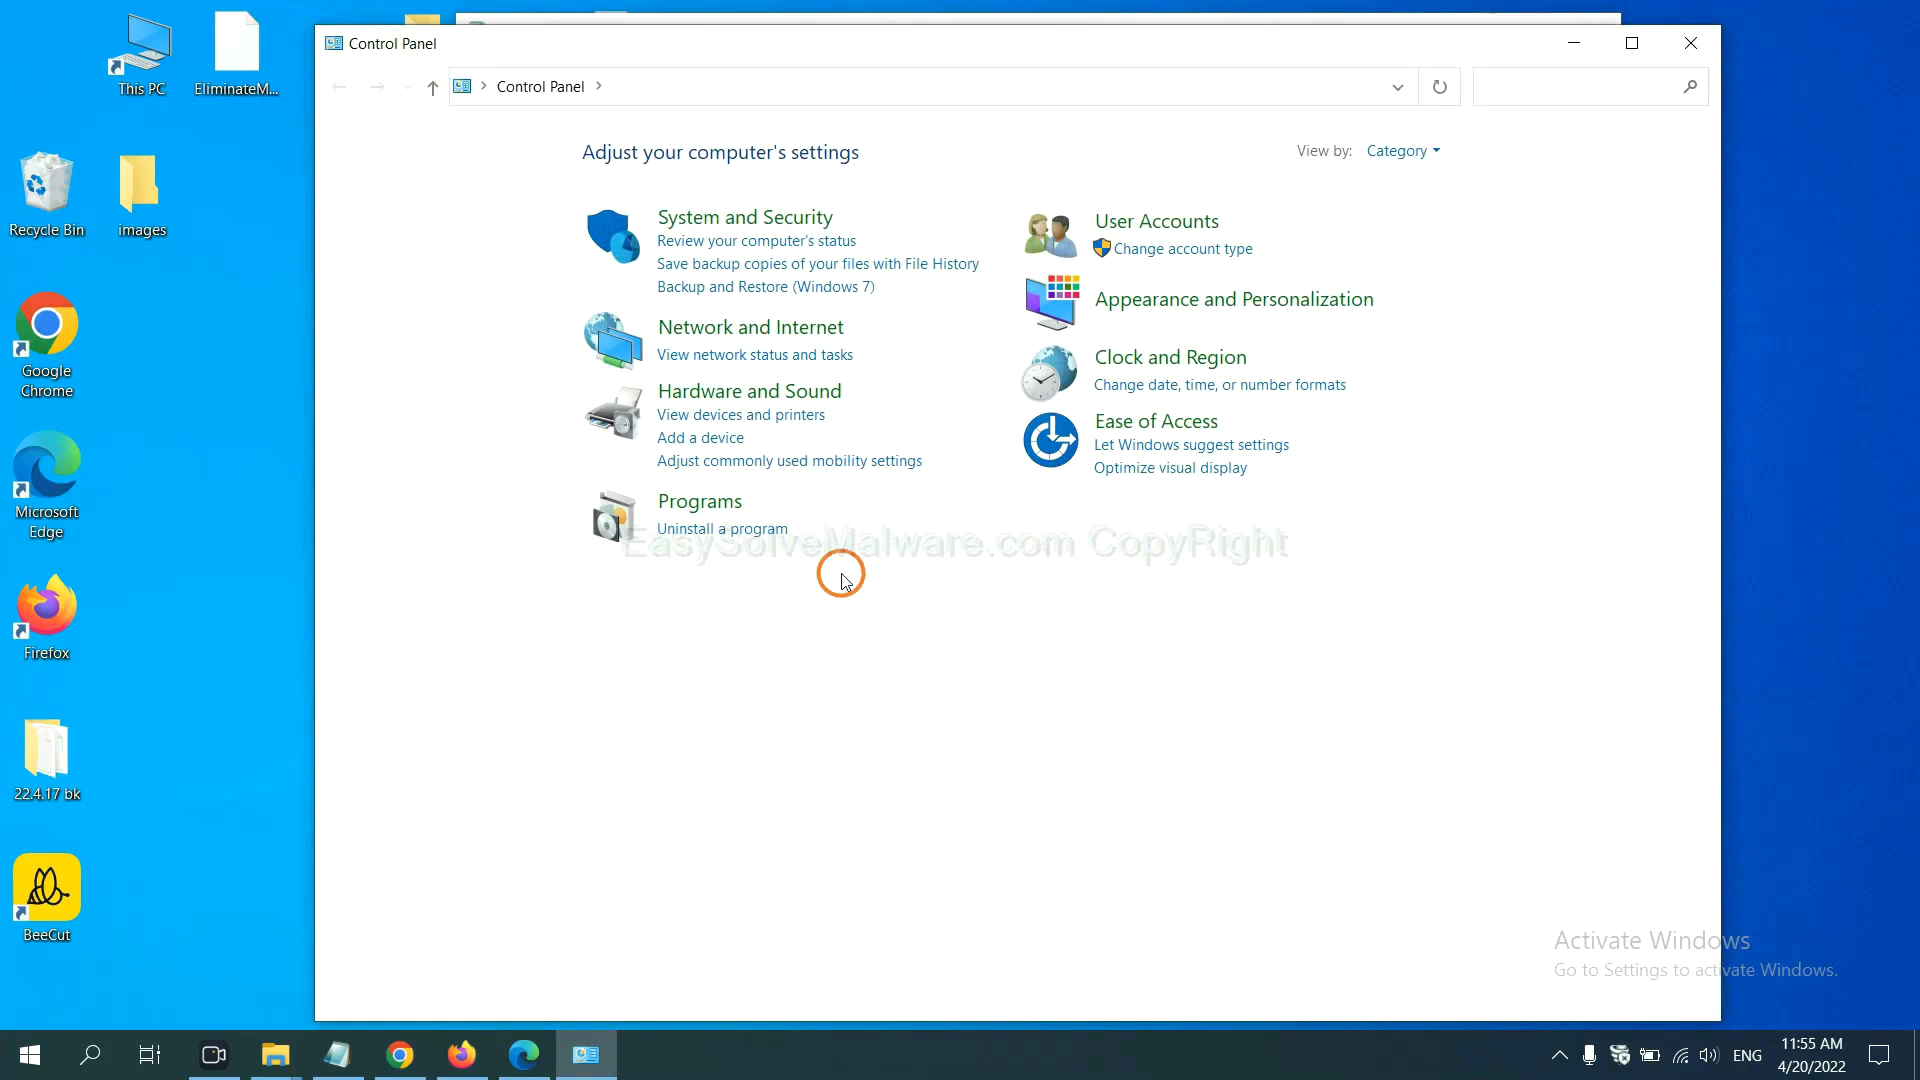 This PC
EliminateM...
Recycle Bin
images
Google
Chrome
Microsoft
Edge
Firefox
22.4.17 bk
BeeCut
Control Panel
Control Panel
Adjust your computer's settings
View by: Category
System and Security
Review your computer's status
Save backup copies of your files with File History
Backup and Restore (Windows 7)
Network and Internet
View network status and tasks
Hardware and Sound
View devices and printers
Add a device
Adjust commonly used mobility settings
Programs
Uninstall a program
User Accounts
Change account type
Appearance and Personalization
Clock and Region
Change date, time, or number formats
Ease of Access
Let Windows suggest settings
Optimize visual display
EasySolveMalware.com CopyRight
Activate Windows
Go to Settings to activate Windows.
ENG
11:55 AM
4/20/2022